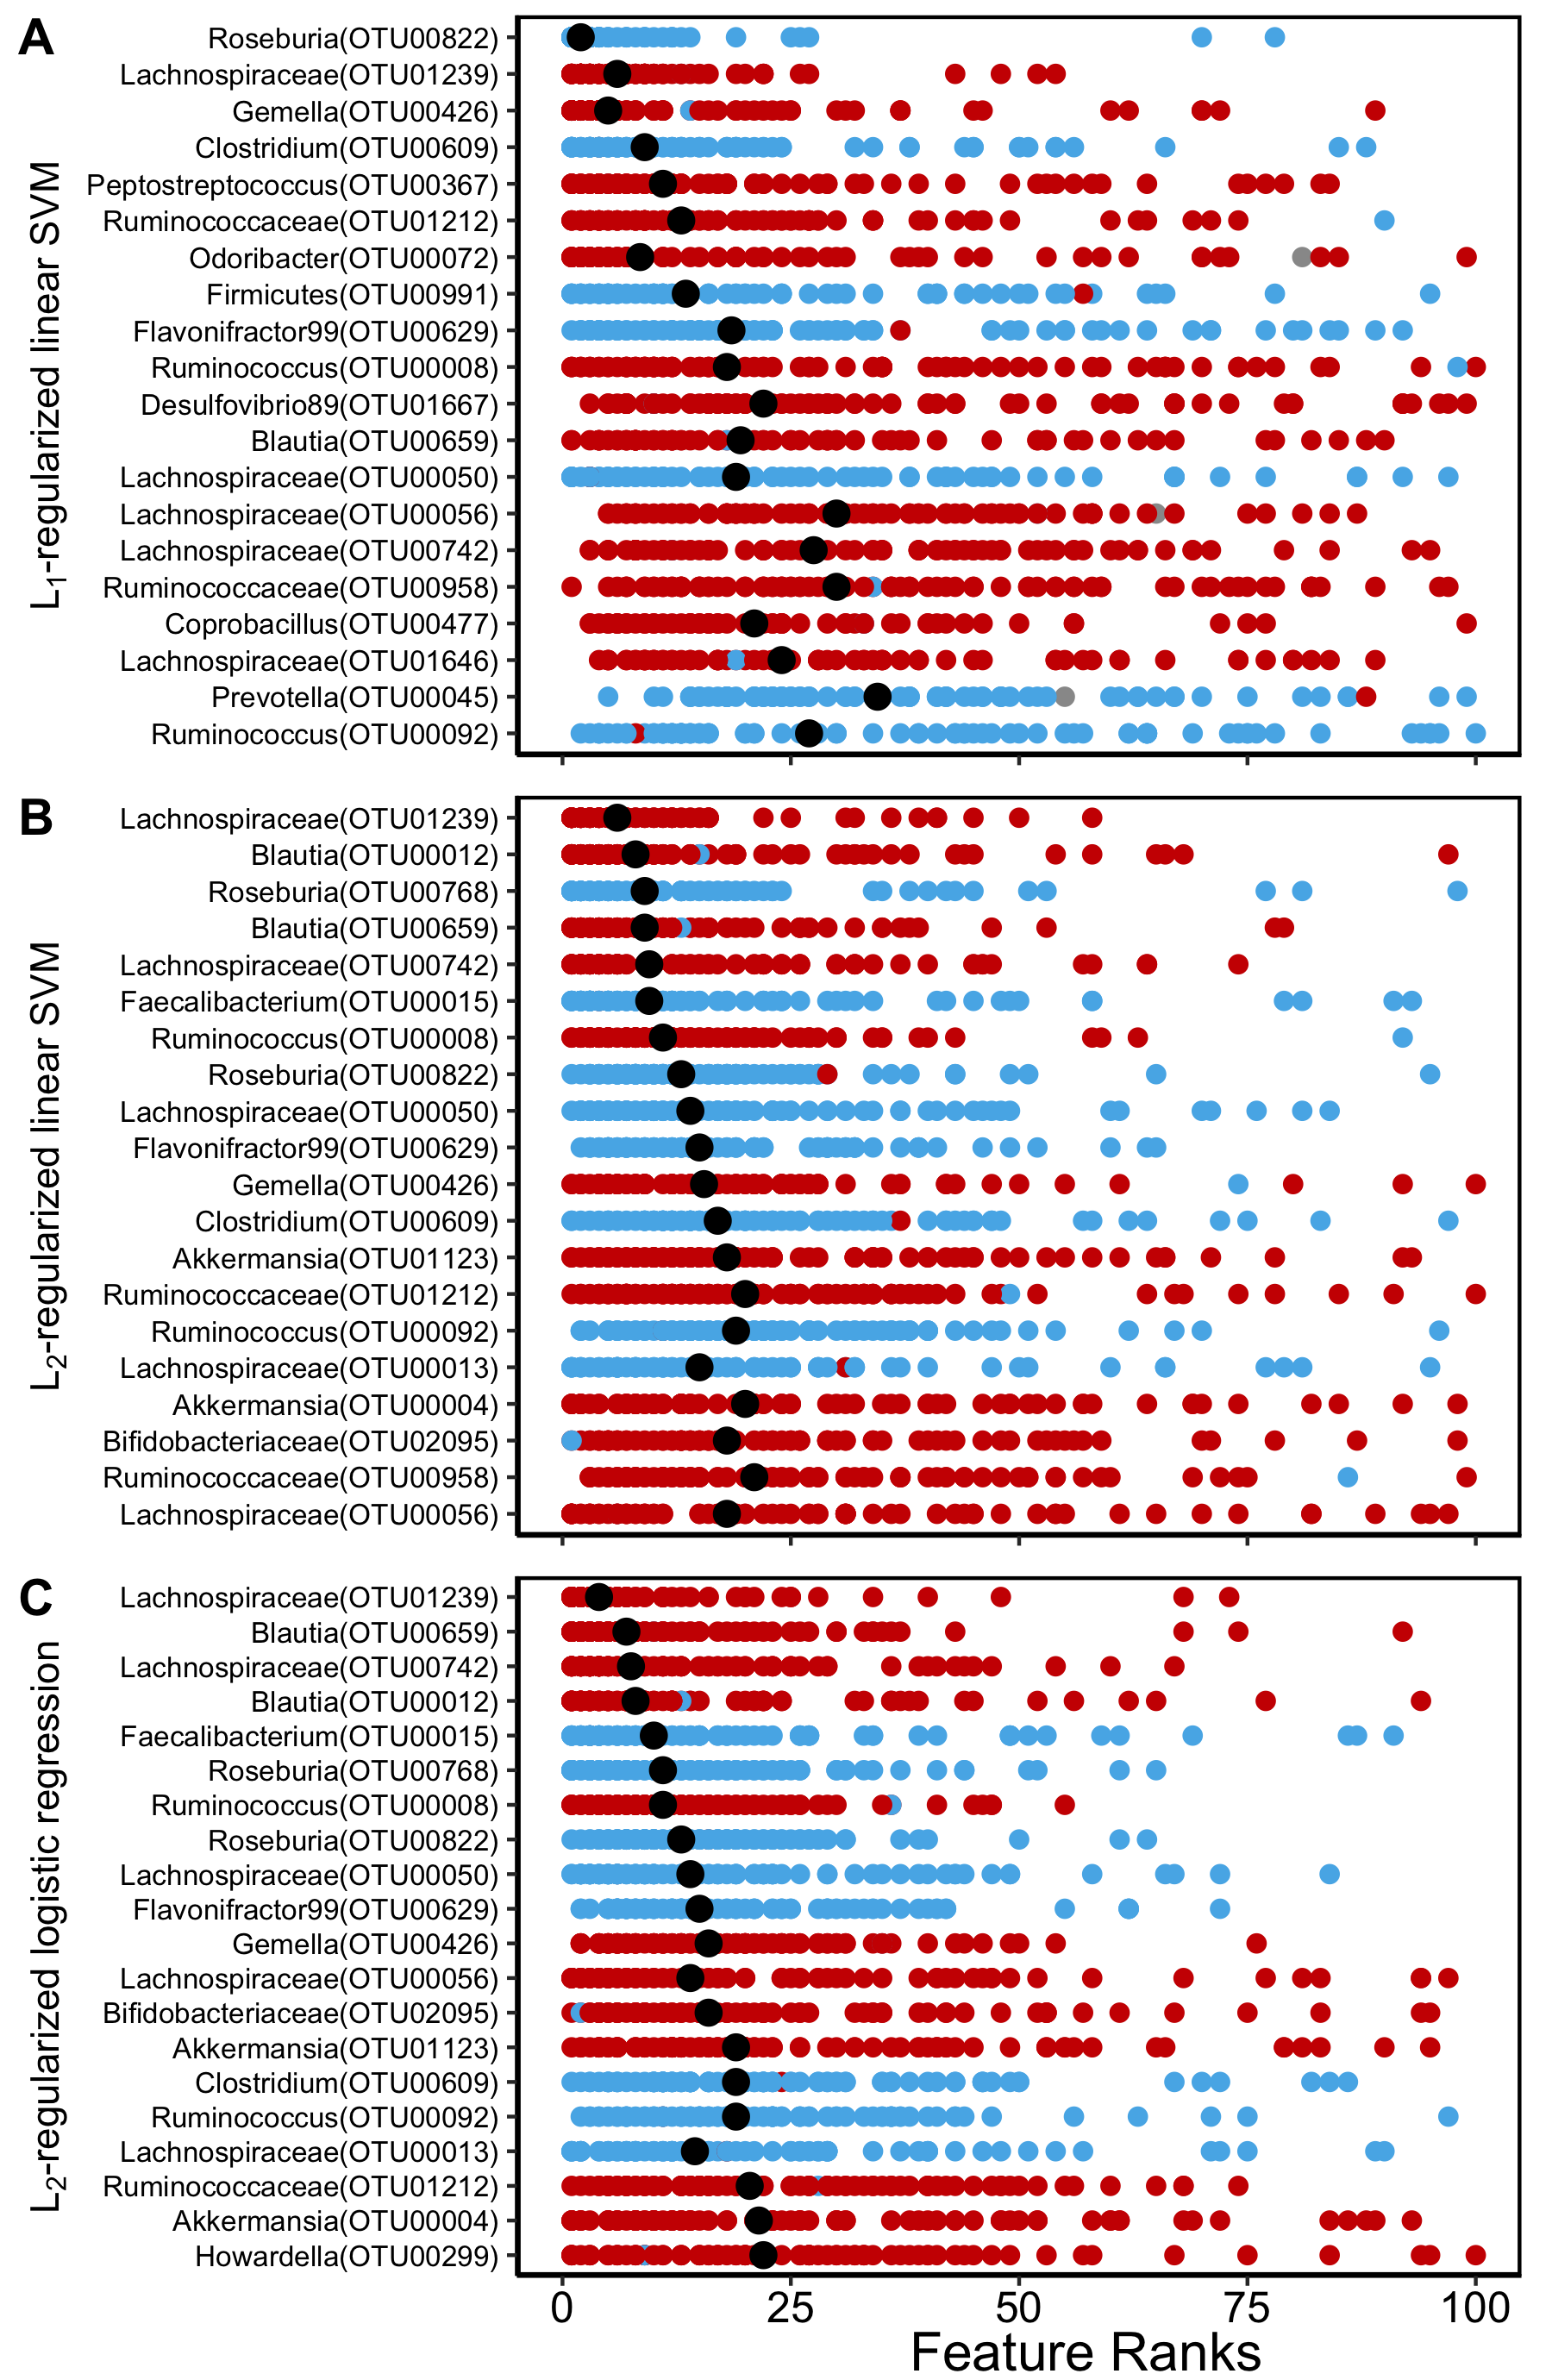 A
L1-regularized linear SVM
Roseburia(OTU00822)
Lachnospiraceae(OTU01239)
Gemella(OTU00426)
Clostridium(OTU00609)
Peptostreptococcus(OTU00367)
Ruminococcaceae(OTU01212)
Odoribacter(OTU00072)
Firmicutes(OTU00991)
Flavonifractor99(OTU00629)
Ruminococcus(OTU00008)
Desulfovibrio89(OTU01667)
Blautia(OTU00659)
Lachnospiraceae(OTU00050)
Lachnospiraceae(OTU00056)
Lachnospiraceae(OTU00742)
Ruminococcaceae(OTU00958)
Coprobacillus(OTU00477)
Lachnospiraceae(OTU01646)
Prevotella(OTU00045)
Ruminococcus(OTU00092)
B
L2-regularized linear SVM
Lachnospiraceae(OTU01239)
Blautia(OTU00012)
Roseburia(OTU00768)
Blautia(OTU00659)
Lachnospiraceae(OTU00742)
Faecalibacterium(OTU00015)
Ruminococcus(OTU00008)
Roseburia(OTU00822)
Lachnospiraceae(OTU00050)
Flavonifractor99(OTU00629)
Gemella(OTU00426)
Clostridium(OTU00609)
Akkermansia(OTU01123)
Ruminococcaceae(OTU01212)
Ruminococcus(OTU00092)
Lachnospiraceae(OTU00013)
Akkermansia(OTU00004)
Bifidobacteriaceae(OTU02095)
Ruminococcaceae(OTU00958)
Lachnospiraceae(OTU00056)
C
L2-regularized logistic regression
Lachnospiraceae(OTU01239)
Blautia(OTU00659)
Lachnospiraceae(OTU00742)
Blautia(OTU00012)
Faecalibacterium(OTU00015)
Roseburia(OTU00768)
Ruminococcus(OTU00008)
Roseburia(OTU00822)
Lachnospiraceae(OTU00050)
Flavonifractor99(OTU00629)
Gemella(OTU00426)
Lachnospiraceae(OTU00056)
Bifidobacteriaceae(OTU02095)
Akkermansia(OTU01123)
Clostridium(OTU00609)
Ruminococcus(OTU00092)
Lachnospiraceae(OTU00013)
Ruminococcaceae(OTU01212)
Akkermansia(OTU00004)
Howardella(OTU00299)
0 25 50 75 100
Feature Ranks